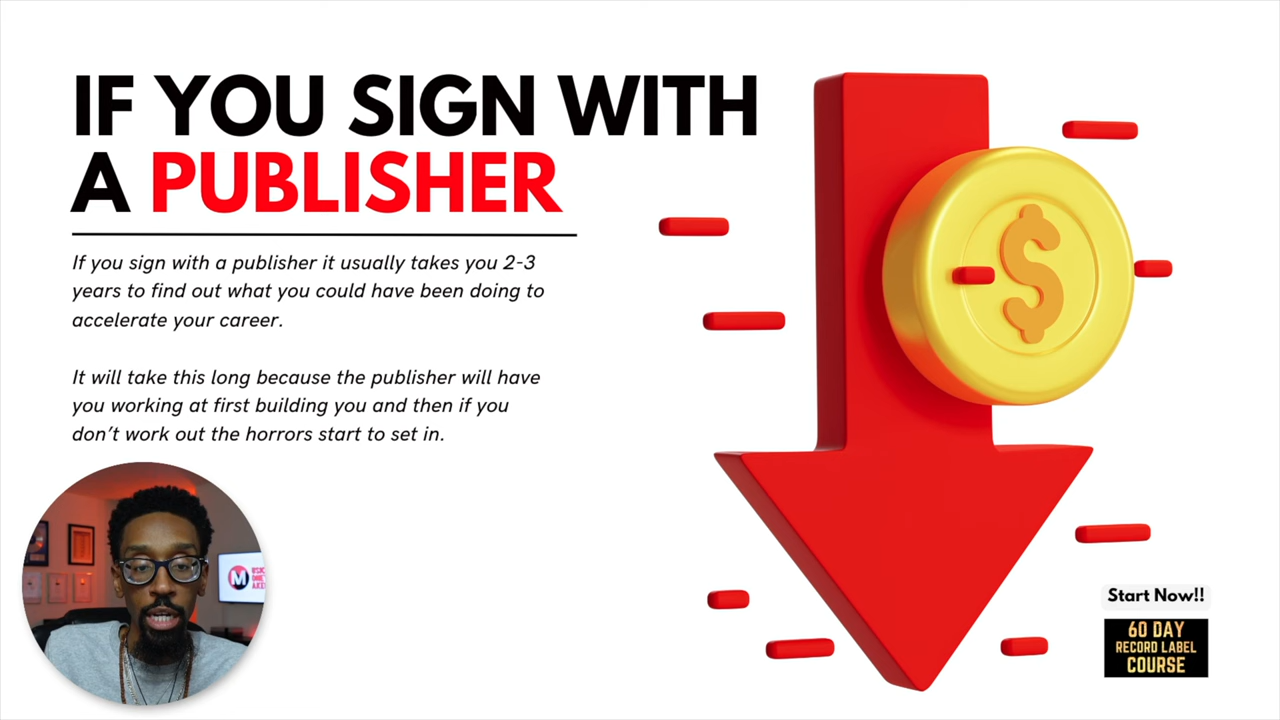 IF YOU SIGN WITH
A PUBLISHER
If you sign with a publisher it usually takes you 2-3
years to find out what you could have been doing to
accelerate your career.
It will take this long because the publisher will have
you working at first building you and then if you
don't work out the horrors start to set in.
$
M
Start Now!!
60 DAY
RECORD LABEL
COURSE